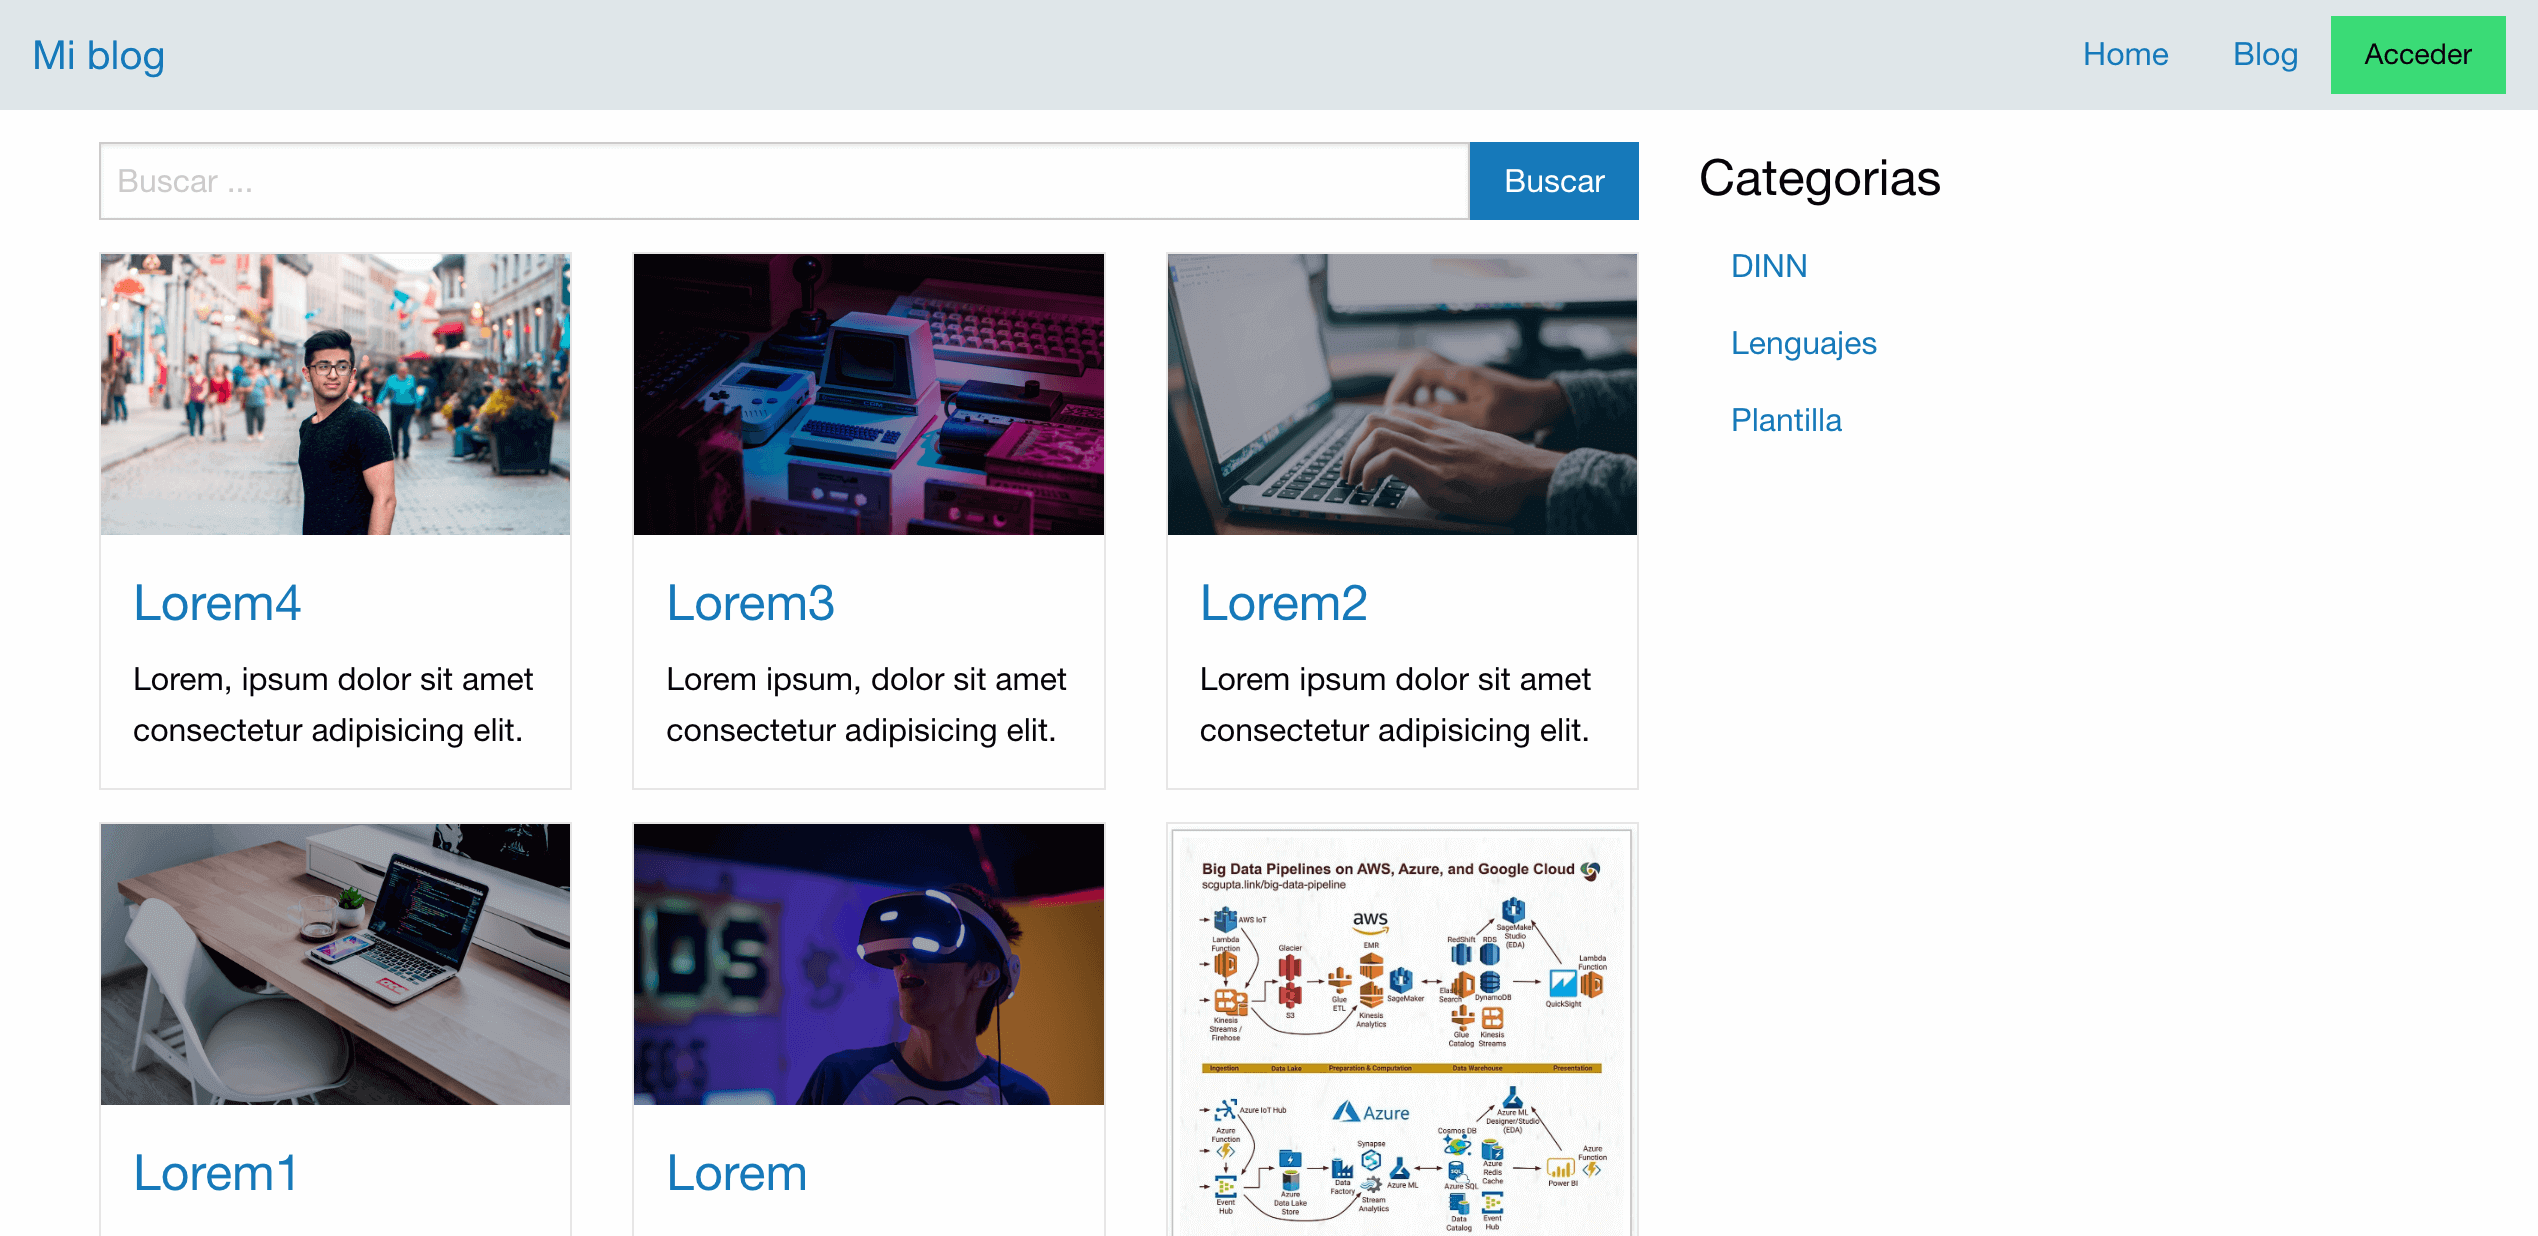 Mi blog
Home
Blog
Acceder
Buscar ...
Buscar
Categorias
DINN
Lenguajes
Plantilla
Lorem4
Lorem, ipsum dolor sit amet
consectetur adipisicing elit.
Lorem3
Lorem ipsum, dolor sit amet
consectetur adipisicing elit.
Lorem2
Lorem ipsum dolor sit amet
consectetur adipisicing elit.
Lorem1
Lorem
Big Data Pipelines on AWS, Azure, and Google Cloud
scgupta.link/big-data-pipeline
AWS IoT
Lambda
Function
Kinesis
Streams /
Firehose
Glacier
S3
aws
EMR
Glue
ETL
Kinesis
Analytics
SageMaker
RedShift
RDS
SageMaker
Studio
(EDA)
Elastic
Search
DynamoDB
Glue
Catalog
Kinesis
Streams
Lambda
Function
QuickSight
Ingestion
Data Lake
Preparation & Computation
Data Warehouse
Presentation
Azure IoT Hub
Azure
Function
Event
Hub
Azure
Data Lake
Store
Azure
Synapse
Data
Factory
Stream
Analytics
Azure ML
Cosmos DB
Azure ML
Designer/Studio
(EDA)
Azure SQL
Azure
Redis
Cache
Data
Catalog
Event
Hub
Azure
Function
Power BI